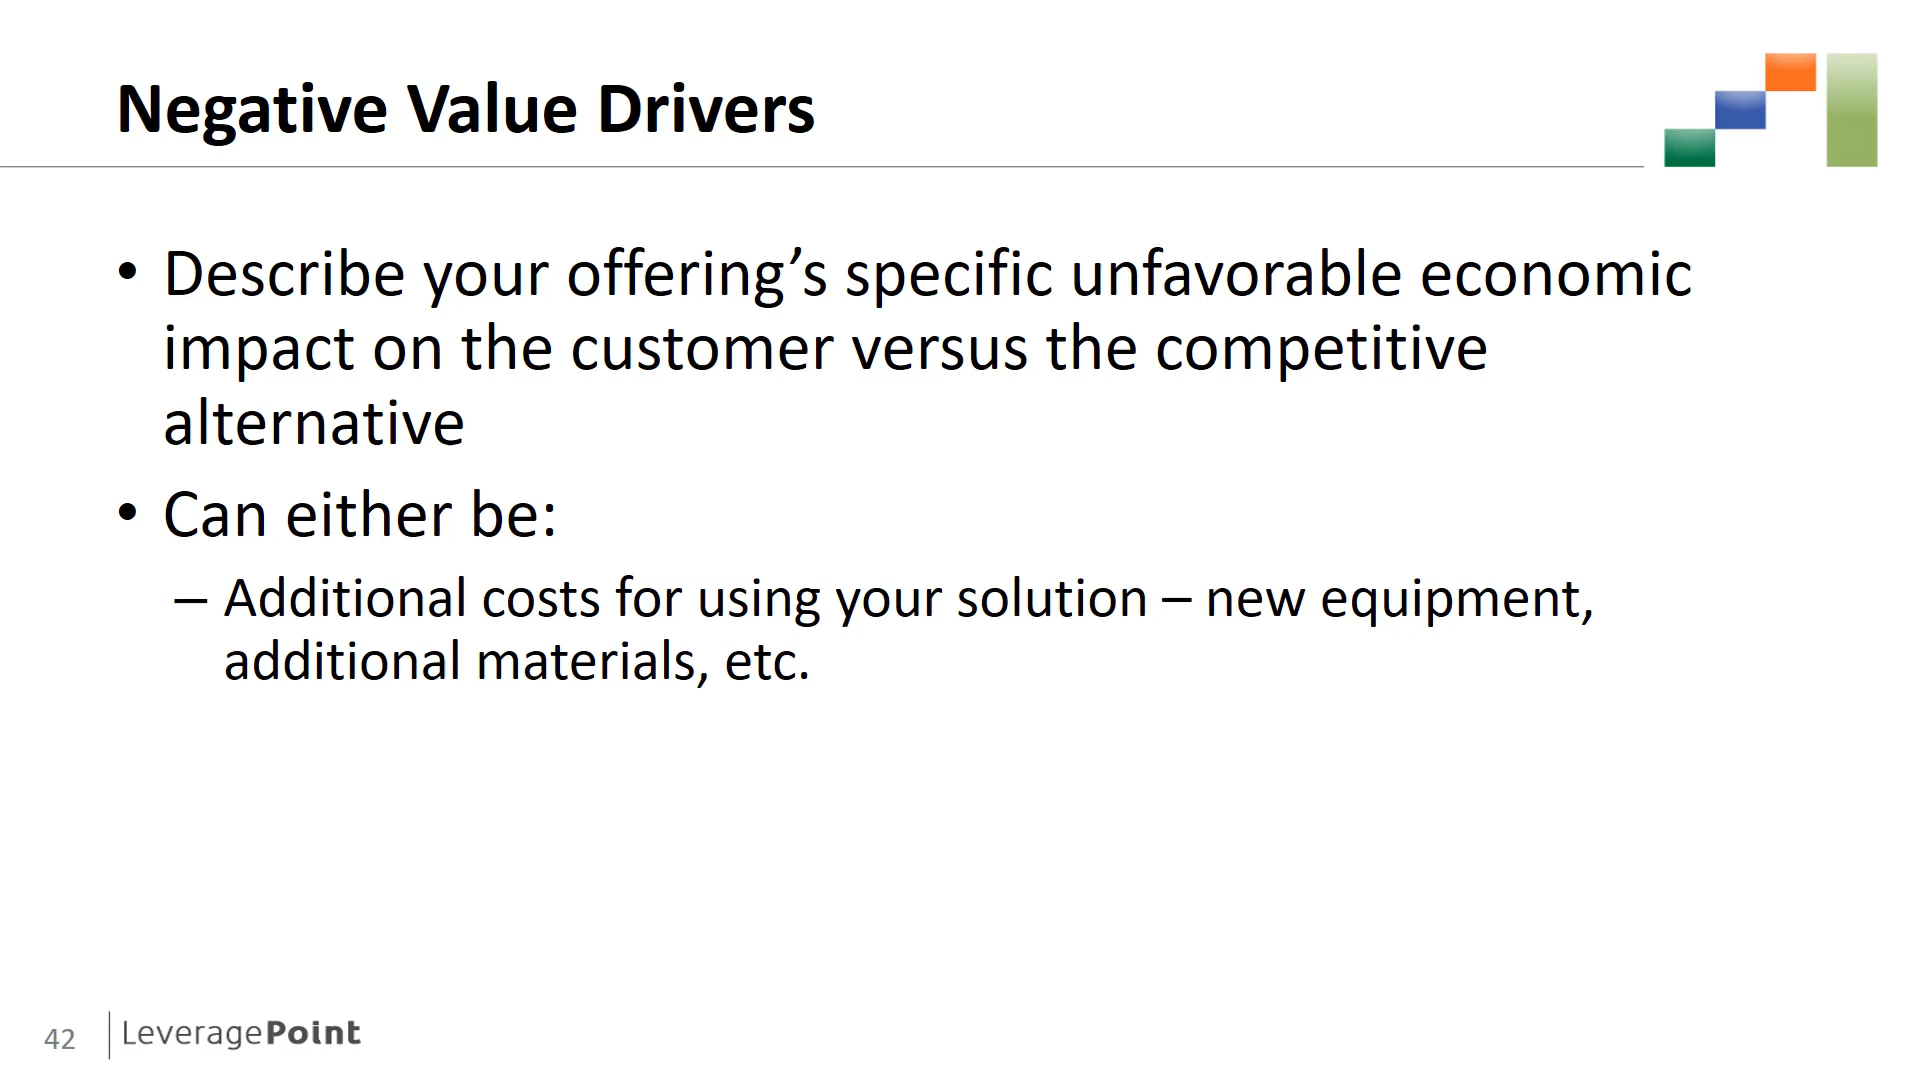 Negative Value Drivers
• Describe your offering’s specific unfavorable economic
impact on the customer versus the competitive
alternative
• Can either be:
– Additional costs for using your solution – new equipment,
additional materials, etc.
42 LeveragePoint